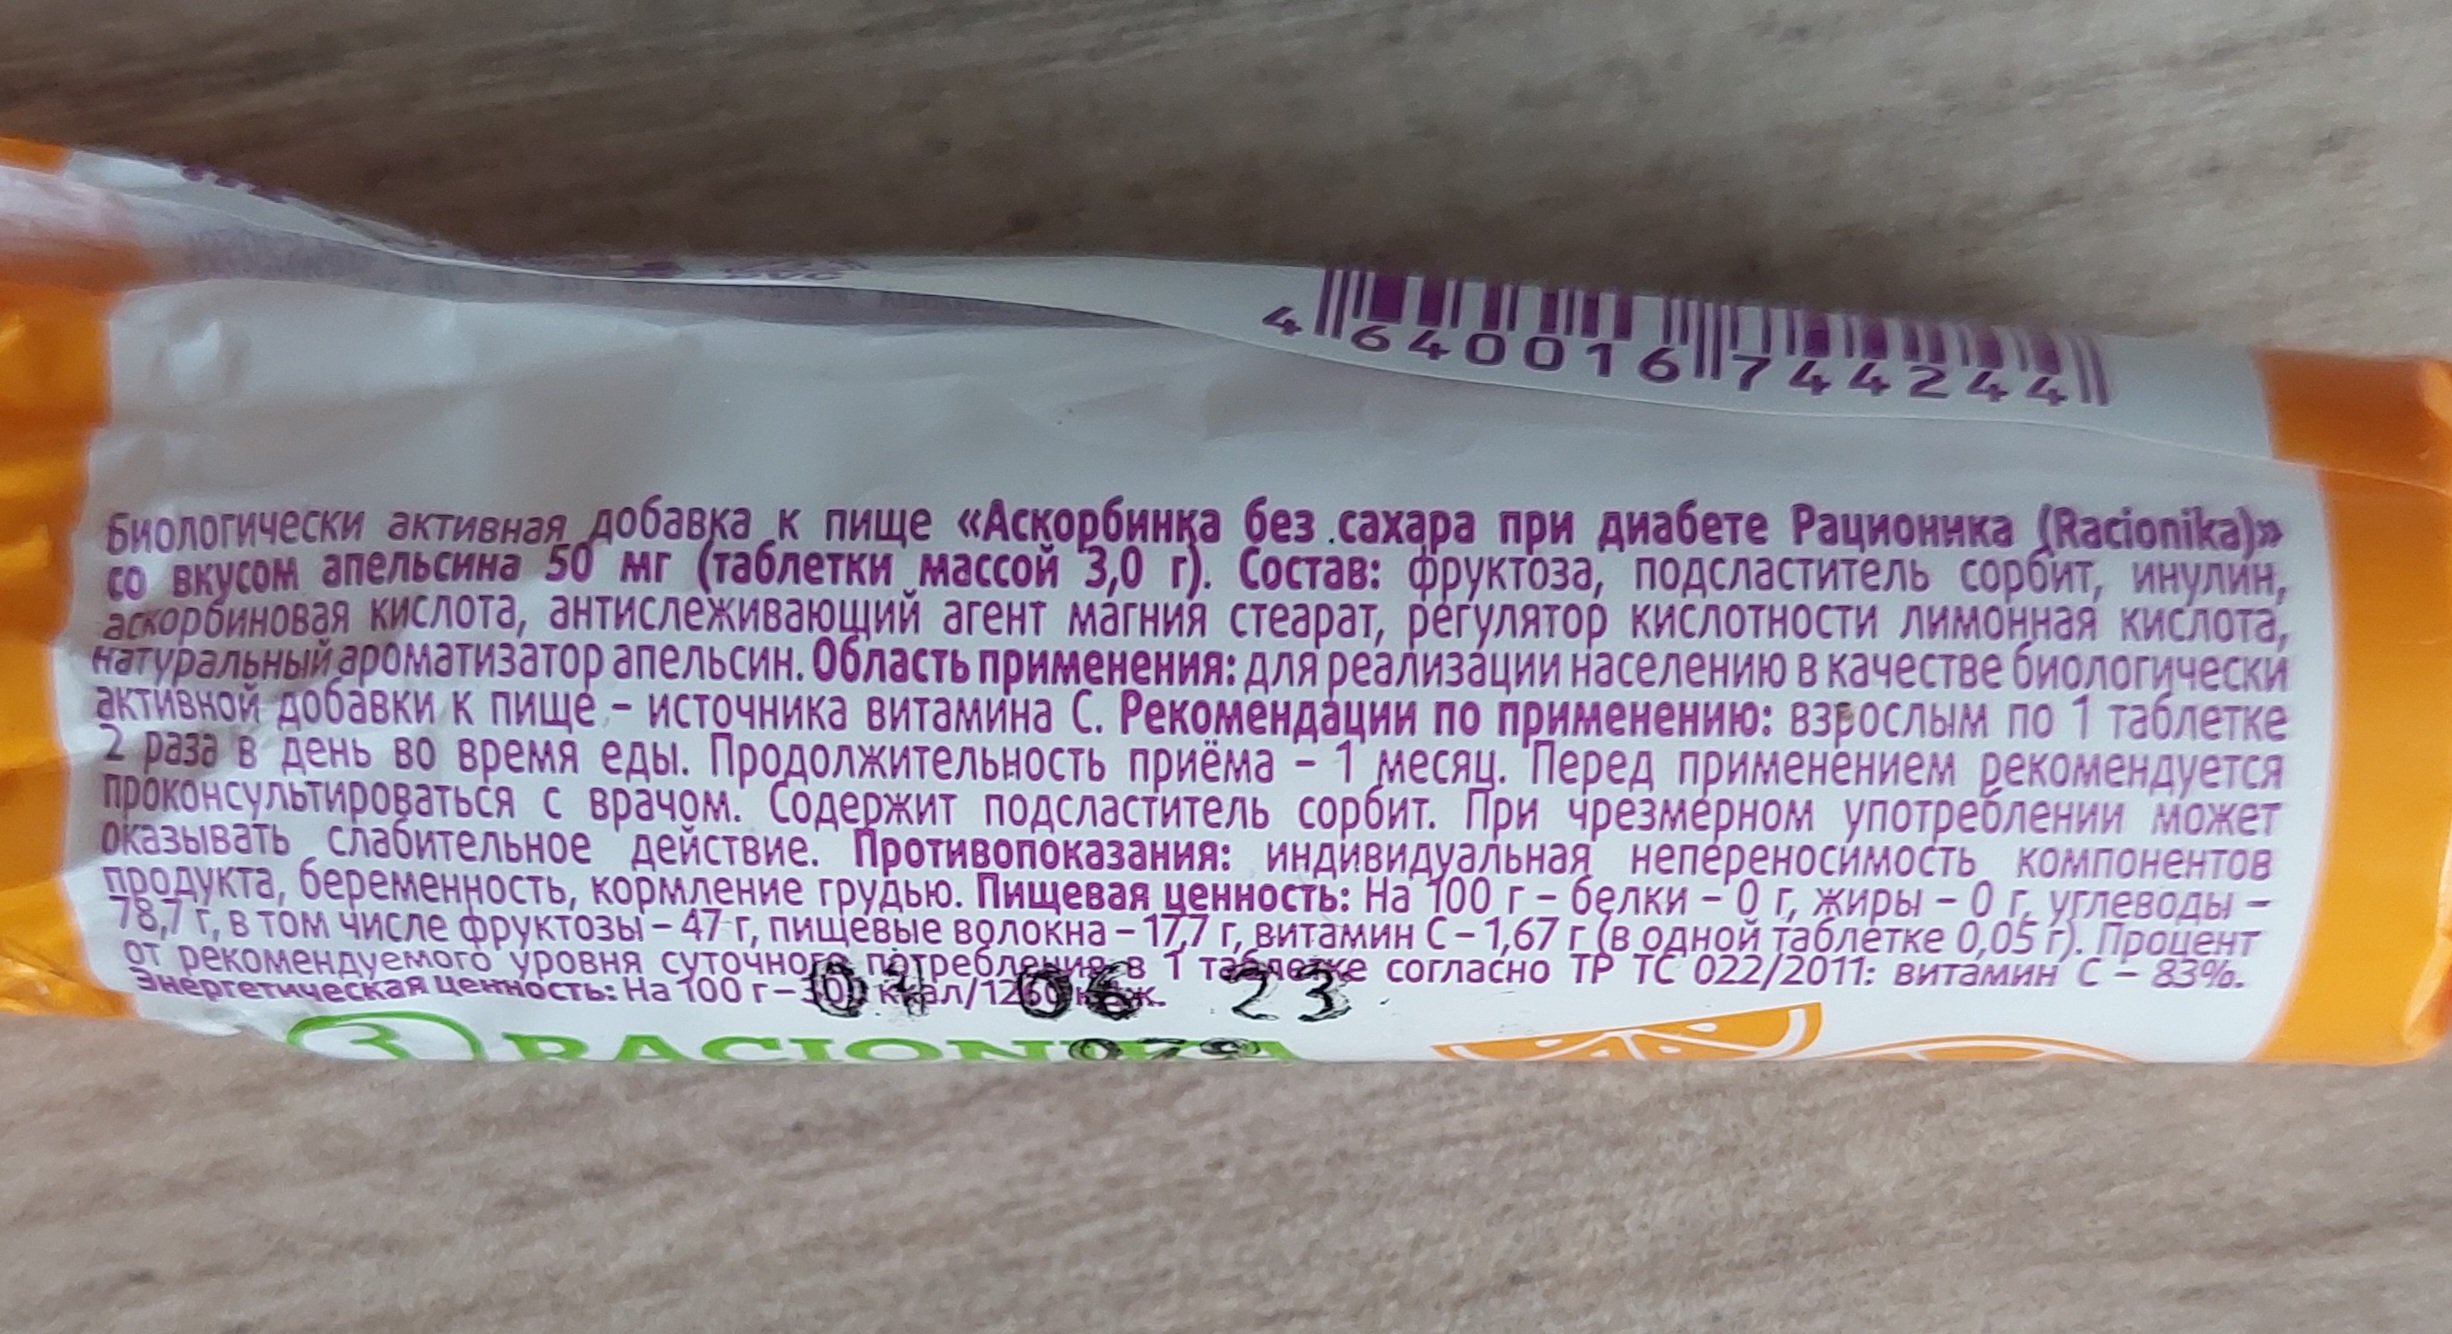 4 640016 744244
Биологически активная добавка к пище «Аскорбинка без сахара при диабете Рационика (Racionika)»
со вкусом апельсина 50 мг (таблетки массой 3,0 г). Состав: фруктоза, подсластитель сорбит, инулин,
аскорбиновая кислота, антислеживающий агент магния стеарат, регулятор кислотности лимонная кислота,
натуральный ароматизатор апельсин. Область применения: для реализации населению в качестве биологически
активной добавки к пище – источника витамина С. Рекомендации по применению: взрослым по 1 таблетке
2 раза в день во время еды. Продолжительность приёма – 1 месяц. Перед применением рекомендуется
проконсультироваться с врачом. Содержит подсластитель сорбит. При чрезмерном употреблении может
оказывать слабительное действие. Противопоказания: индивидуальная непереносимость компонентов
продукта, беременность, кормление грудью. Пищевая ценность: На 100 г – белки – 0 г, жиры – 0 г, углеводы –
78,7 г, в том числе фруктозы – 47 г, пищевые волокна – 17,7 г, витамин С – 1,67 г (в одной таблетке 0,05 г). Процент
от рекомендуемого уровня суточного потребления в 1 таблетке согласно ТР ТС 022/2011: витамин С – 83%.
Энергетическая ценность: На 100 г –
06 23
RACIONIKA